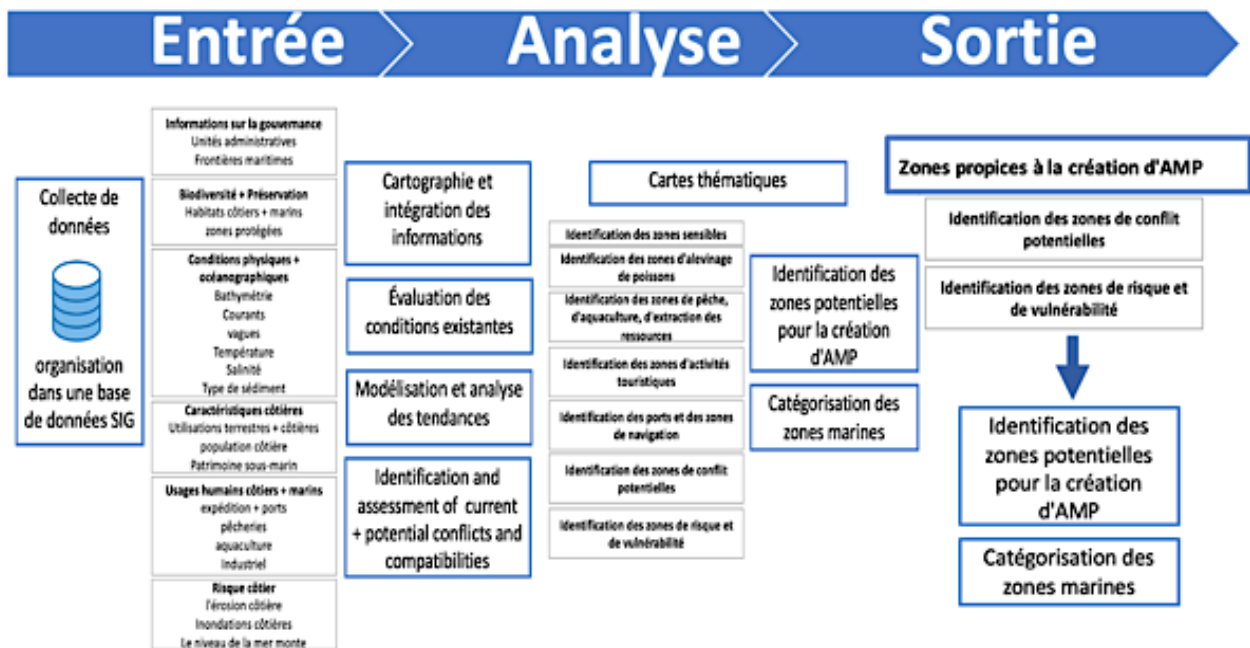 Entrée
Analyse
Sortie
Collecte de
données
organisation
dans une base
de données SIG
Informations sur la gouvernance
Unités administratives
Frontières maritimes
Biodiversité + Préservation
Habitats côtiers + marins
zones protégées
Conditions physiques +
océanographiques
Bathymétrie
Courants
vagues
Température
Salinité
Type de sédiment
Caractéristiques côtières
Utilisations terrestres + côtières
population côtière
Patrimoine sous-marin
Usages humains côtiers + marins
expédition + ports
pêcheries
aquaculture
Industriel
Risque côtier
l'érosion côtière
Inondations côtières
Le niveau de la mer monte
Cartographie et
intégration des
informations
Évaluation des
conditions existantes
Modélisation et analyse
des tendances
Identification and
assessment of current
+ potential conflicts and
compatibilities
Cartes thématiques
Identification des zones sensibles
Identification des zones d'alevinage
de poissons
Identification des zones de pêche,
d'aquaculture, d'extraction des
ressources
Identification des zones d'activités
touristiques
Identification des ports et des zones
de navigation
Identification des zones de conflit
potentielles
Identification des zones de risque et
de vulnérabilité
Identification des
zones potentielles
pour la création
d'AMP
Catégorisation des
zones marines
Zones propices à la création d'AMP
Identification des zones de conflit
potentielles
Identification des zones de risque et
de vulnérabilité
Identification des
zones potentielles
pour la création
d'AMP
Catégorisation des
zones marines